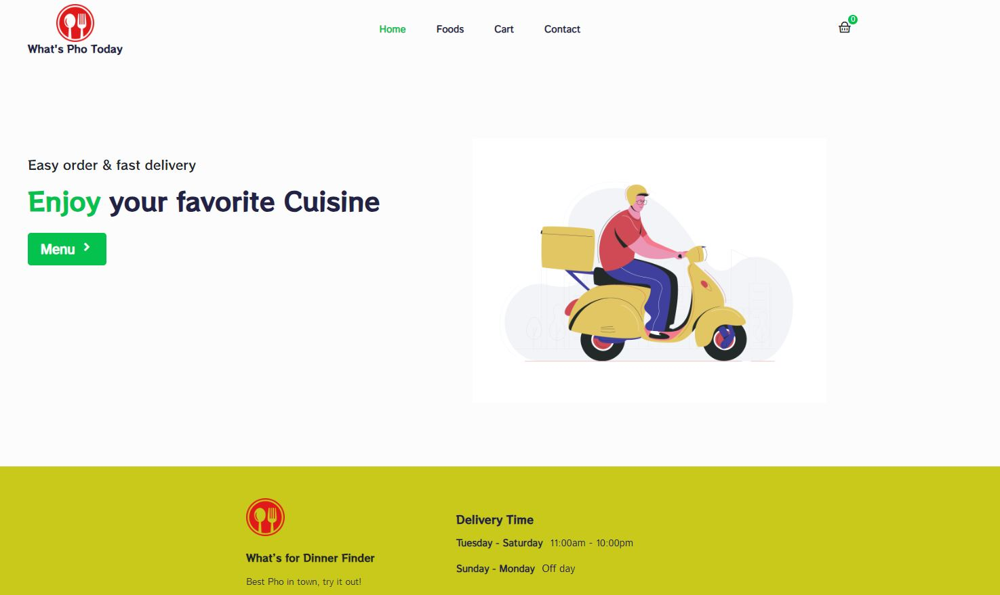 What's Pho Today
Home Foods Cart Contact
0
Easy order & fast delivery
Enjoy your favorite Cuisine
Menu
What's for Dinner Finder
Best Pho in town, try it out!
Delivery Time
Tuesday - Saturday 11:00am - 10:00pm
Sunday - Monday Off day